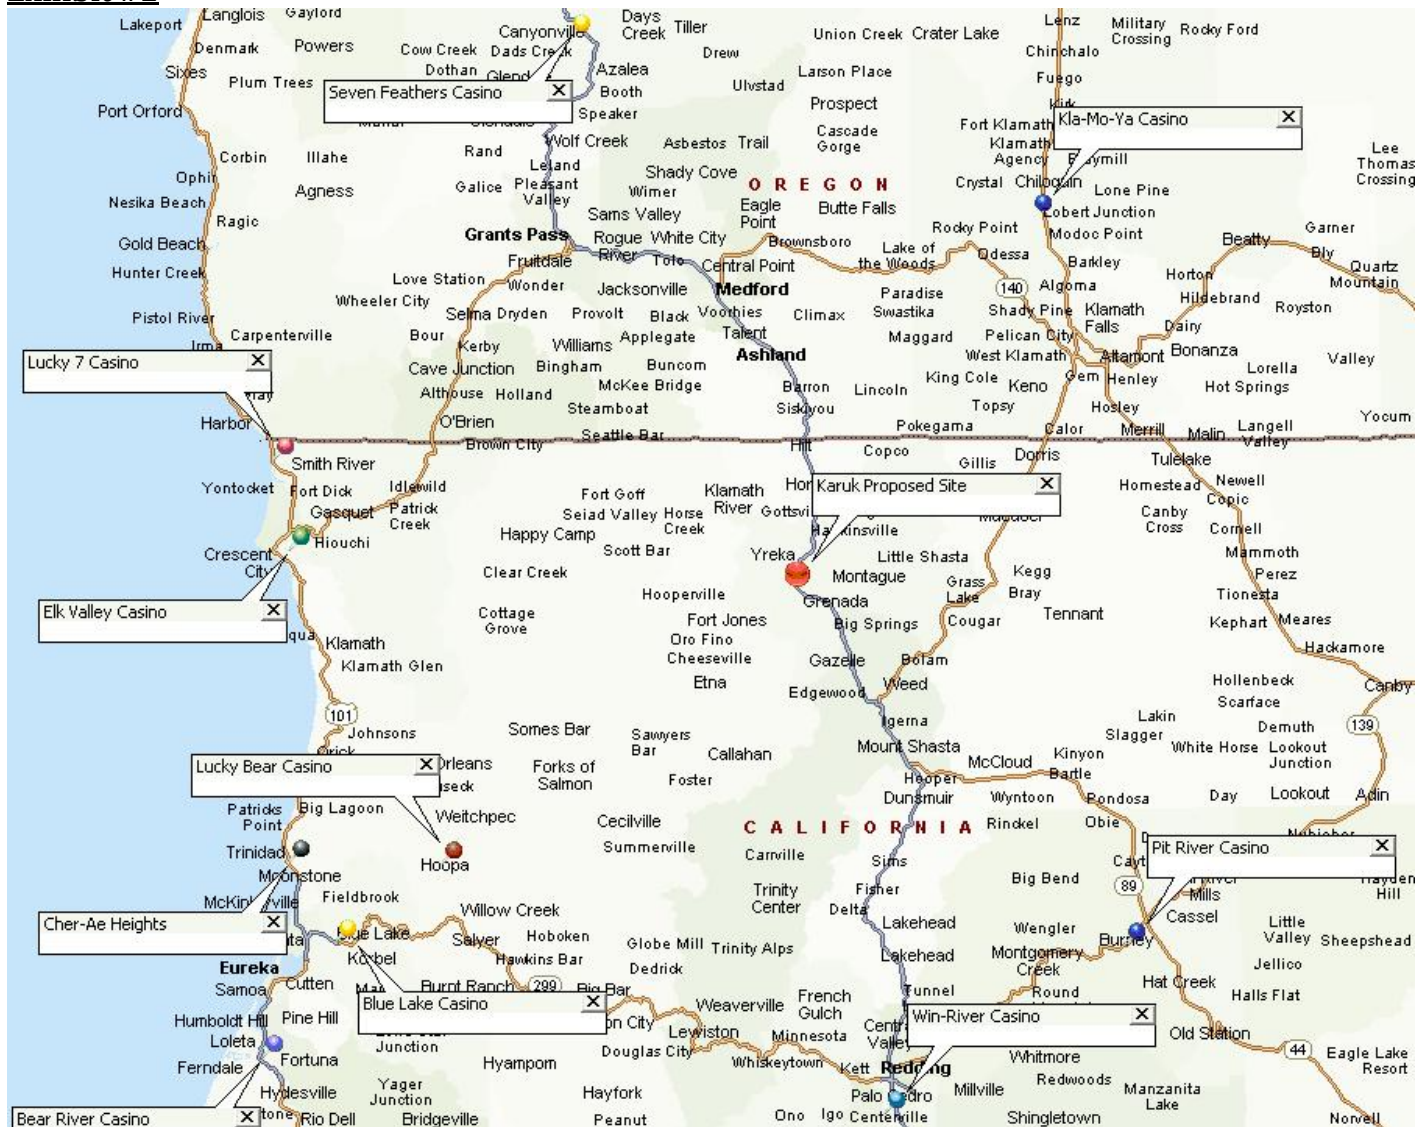 Lakeport
Langlois
Gaylord
Canyonville
Days
Creek
Tiller
Lenz
Military
Crossing
Rocky Ford
Denmark
Powers
Cow Creek
Drew
Union Creek
Crater Lake
Chinchalo
Sixes
Plum Trees
Dothan
Azalea
Ulvstad
Larson Place
Fuego
Seven Feathers Casino
Booth
Port Orford
Speaker
Prospect
Kla-Mo-Ya Casino
Wolf Creek
Asbestos
Trail
Cascade
Gorge
Fort Klamath
Klamath
Agency
Lee
Thomas
Crossing
Corbin
Illahe
Rand
Leland
Ophir
Agness
Galice
Pleasant
Valley
Shady Cove
Wimer
OREGON
Crystal
Chiloquin
Lone Pine
Nesika Beach
Ragic
Sams Valley
Eagle
Point
Butte Falls
Lobert Junction
Gold Beach
Grants Pass
Rogue
River
White City
Brownsboro
Rocky Point
Modoc Point
Garner
Beatty
Bly
Hunter Creek
Fruitdale
Tolo
Central Point
Lake of
the Woods
Odessa
Barkley
Quartz
Mountain
Love Station
Wonder
Jacksonville
Medford
Paradise
140
Algoma
Horton
Hildebrand
Wheeler City
Pistol River
Selma
Dryden
Provolt
Black
Voorhies
Climax
Swastika
Shady Pine
Klamath
Falls
Royston
Carpenterville
Bour
Applegate
Talent
Maggard
Pelican City
Dairy
Irma
Kerby
Williams
Ashland
West Klamath
Altamont
Bonanza
Valley
Lucky 7 Casino
Cave Junction
Bingham
Buncom
King Cole
Gem
Henley
Lorella
Althouse
Holland
McKee Bridge
Barron
Lincoln
Keno
Hot Springs
Steamboat
Siskiyou
Topsy
Hosley
Yocum
Harbor
O'Brien
Seattle Bar
Pokegama
Calor
Merrill
Malin
Langell
Valley
Brown City
Hilt
Copco
Smith River
Gillis
Dorris
Tulelake
Yontocket
Fort Dick
Idlewild
Fort Goff
Klamath
River
Karuk Proposed Site
Homestead
Newell
Copic
Gasquet
Patrick
Creek
Seiad Valley
Horse
Creek
Canby
Cross
Cornell
Happy Camp
Crescent
City
Hiouchi
Scott Bar
Yreka
Little Shasta
Mammoth
Clear Creek
Montague
Grass
Lake
Kegg
Bray
Perez
Hooperville
Grenada
Tionesta
Elk Valley Casino
Cottage
Grove
Fort Jones
Big Springs
Cougar
Tennant
Kephart
Meares
Klamath
Oro Fino
Cheeseville
Gazelle
Bolam
Hackamore
Klamath Glen
Etna
Edgewood
Weed
Hollenbeck
Canby
Scarface
101
Igerna
Lakin
139
Johnsons
Somes Bar
Sawyers
Bar
Callahan
Mount Shasta
Slagger
Demuth
White Horse
Lookout
Junction
Kinyon
Lucky Bear Casino
Forks of
Salmon
Foster
McCloud
Bartle
Hooper
Dunsmuir
Wyntoon
Pondosa
Day
Lookout
Adin
Patricks
Point
Big Lagoon
Weitchpec
Cecilville
CALIFORNIA
Rinckel
Obie
Trinidad
Hoopa
Summerville
Carrville
Sims
Pit River Casino
Moonstone
Trinity
Center
Fisher
Big Bend
89
Mills
Hill
Fieldbrook
Willow Creek
Delta
Cassel
Cher-Ae Heights
Blue Lake
Salyer
Hoboken
Globe Mill
Trinity Alps
Lakehead
Wengler
Burney
Little
Valley
Sheepshead
Korbel
Hawkins Bar
Lakehead
Montgomery
Creek
Jellico
Eureka
Dedrick
Samoa
Cutten
Burnt Ranch
299
Big Bar
Tunnel
Round
Hat Creek
Halls Flat
Blue Lake Casino
Weaverville
French
Gulch
Win-River Casino
Humboldt Hill
Pine Hill
Lewiston
Minnesota
Old Station
Loleta
Junction
Douglas City
44
Eagle Lake
Resort
Ferndale
Fortuna
Hyampom
Whiskeytown
Kett
Redding
Whitmore
Hydesville
Yager
Junction
Hayfork
Millville
Redwoods
Manzanita
Lake
Bear River Casino
Rio Dell
Bridgeville
Peanut
Ono
Igo
Centerville
Shingletown
Norvell